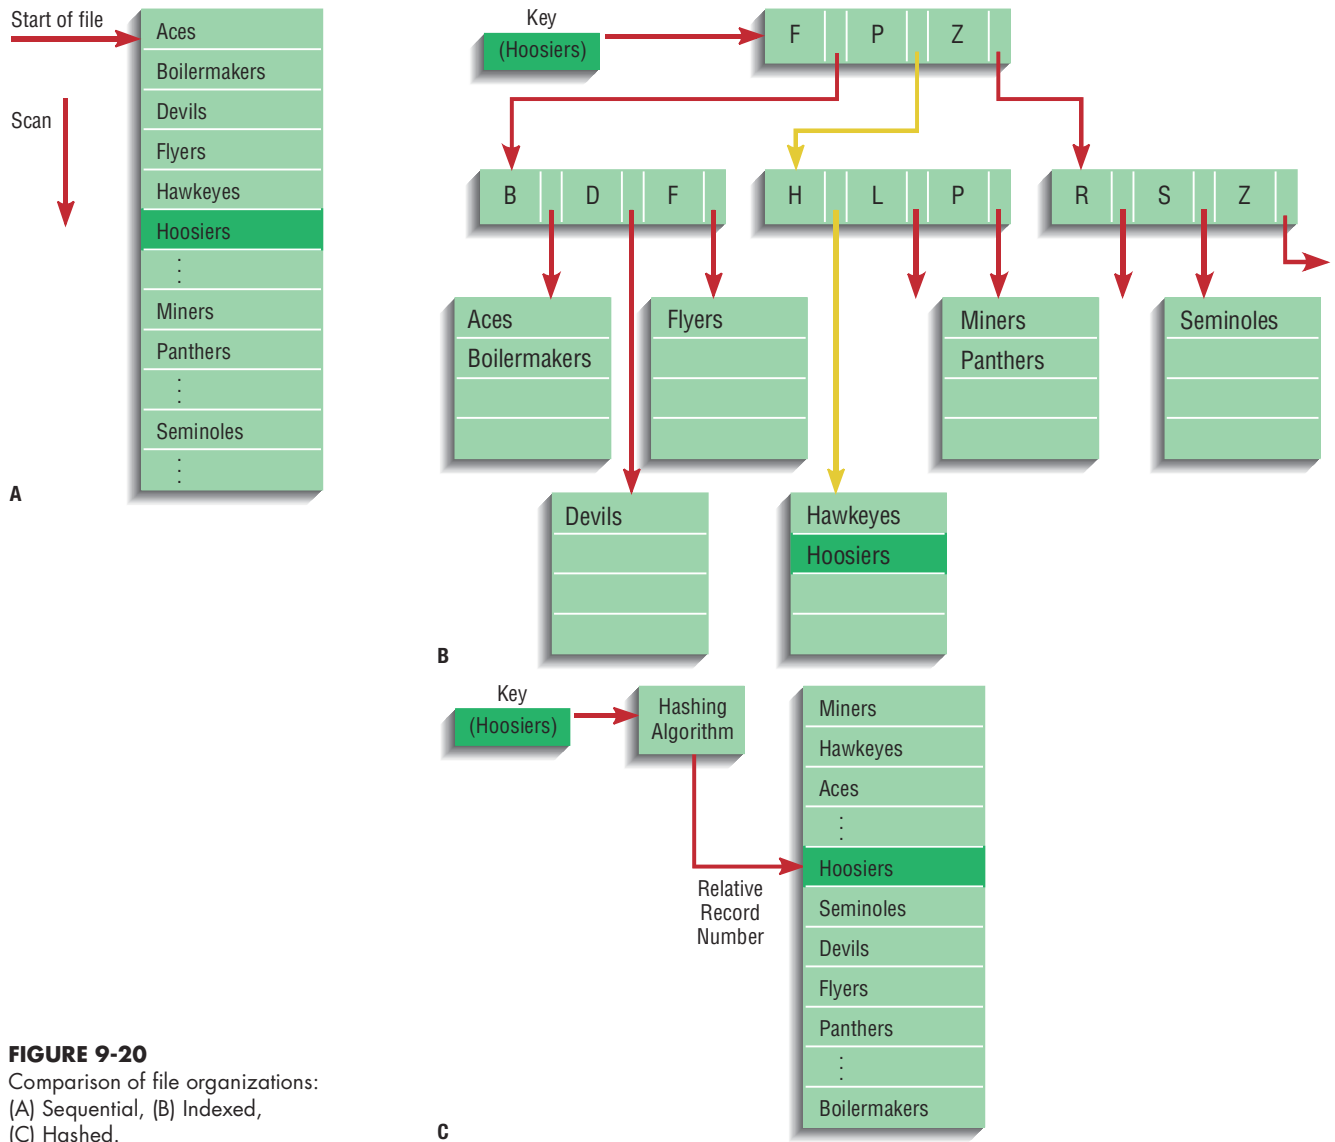 Start of file
Scan
Aces
Boilermakers
Devils
Flyers
Hawkeyes
Hoosiers
Miners
Panthers
Seminoles
A
Key
(Hoosiers)
F P Z
B D F
H L P
R S Z
Aces
Boilermakers
Flyers
Miners
Panthers
Seminoles
Devils
Hawkeyes
Hoosiers
B
Key
(Hoosiers)
Hashing
Algorithm
Relative
Record
Number
Miners
Hawkeyes
Aces
Hoosiers
Seminoles
Devils
Flyers
Panthers
Boilermakers
C
FIGURE 9-20
Comparison of file organizations:
(A) Sequential, (B) Indexed,
(C) Hashed.